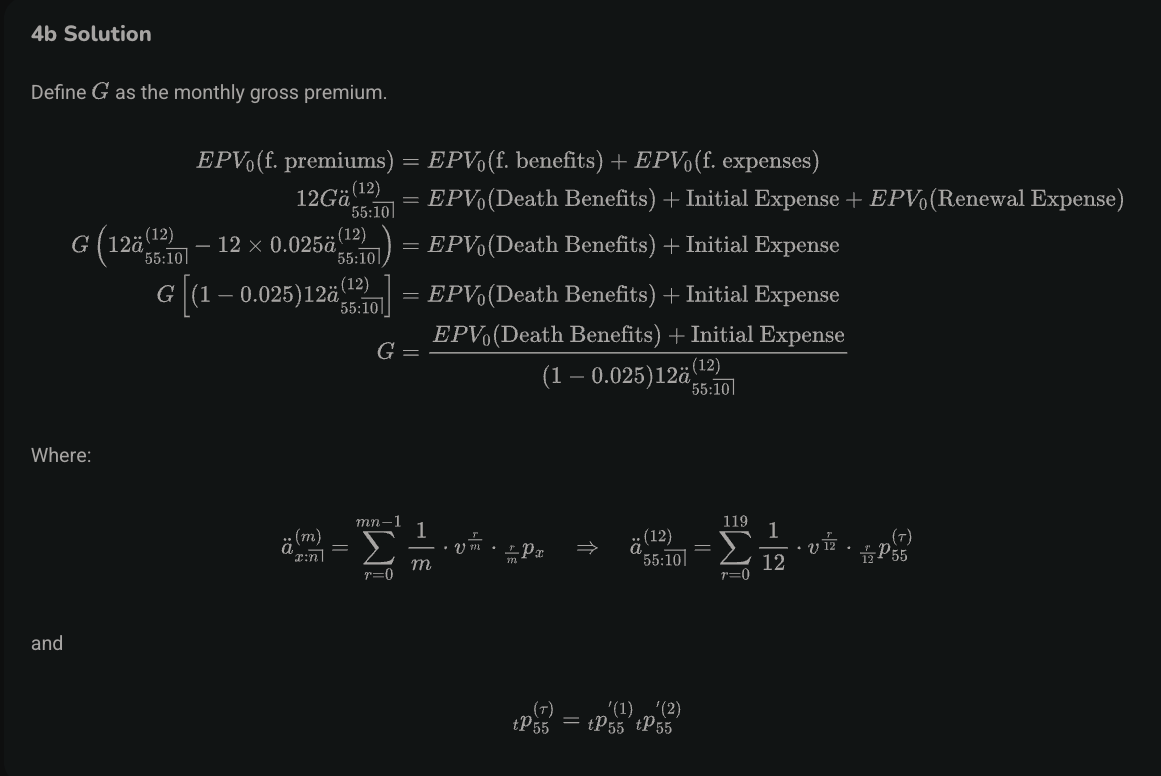 4b Solution
Define G as the monthly gross premium.
$EPV_0(\text{f. premiums}) = EPV_0(\text{f. benefits}) + EPV_0(\text{f. expenses})$
$12G\ddot{a}^{(12)}_{55:\overline{10}|} = EPV_0(\text{Death Benefits}) + \text{Initial Expense} + EPV_0(\text{Renewal Expense})$
$G\left(12\ddot{a}^{(12)}_{55:\overline{10}|} - 12 \times 0.025\ddot{a}^{(12)}_{55:\overline{10}|}\right) = EPV_0(\text{Death Benefits}) + \text{Initial Expense}$
$G\left[(1 - 0.025)12\ddot{a}^{(12)}_{55:\overline{10}|}\right] = EPV_0(\text{Death Benefits}) + \text{Initial Expense}$
$G = \frac{EPV_0(\text{Death Benefits}) + \text{Initial Expense}}{(1 - 0.025)12\ddot{a}^{(12)}_{55:\overline{10}|}}$
Where:
$\ddot{a}^{(m)}_{x:\overline{n}|} = \sum_{r=0}^{mn-1} \frac{1}{m} \cdot v^{\frac{r}{m}} \cdot {}_{\frac{r}{m}}p_x \quad \Rightarrow \quad \ddot{a}^{(12)}_{55:\overline{10}|} = \sum_{r=0}^{119} \frac{1}{12} \cdot v^{\frac{r}{12}} \cdot {}_{\frac{r}{12}}p^{(\tau)}_{55}$
and
${}_tp^{(\tau)}_{55} = {}_tp^{'(1)}_{55} \, {}_tp^{'(2)}_{55}$